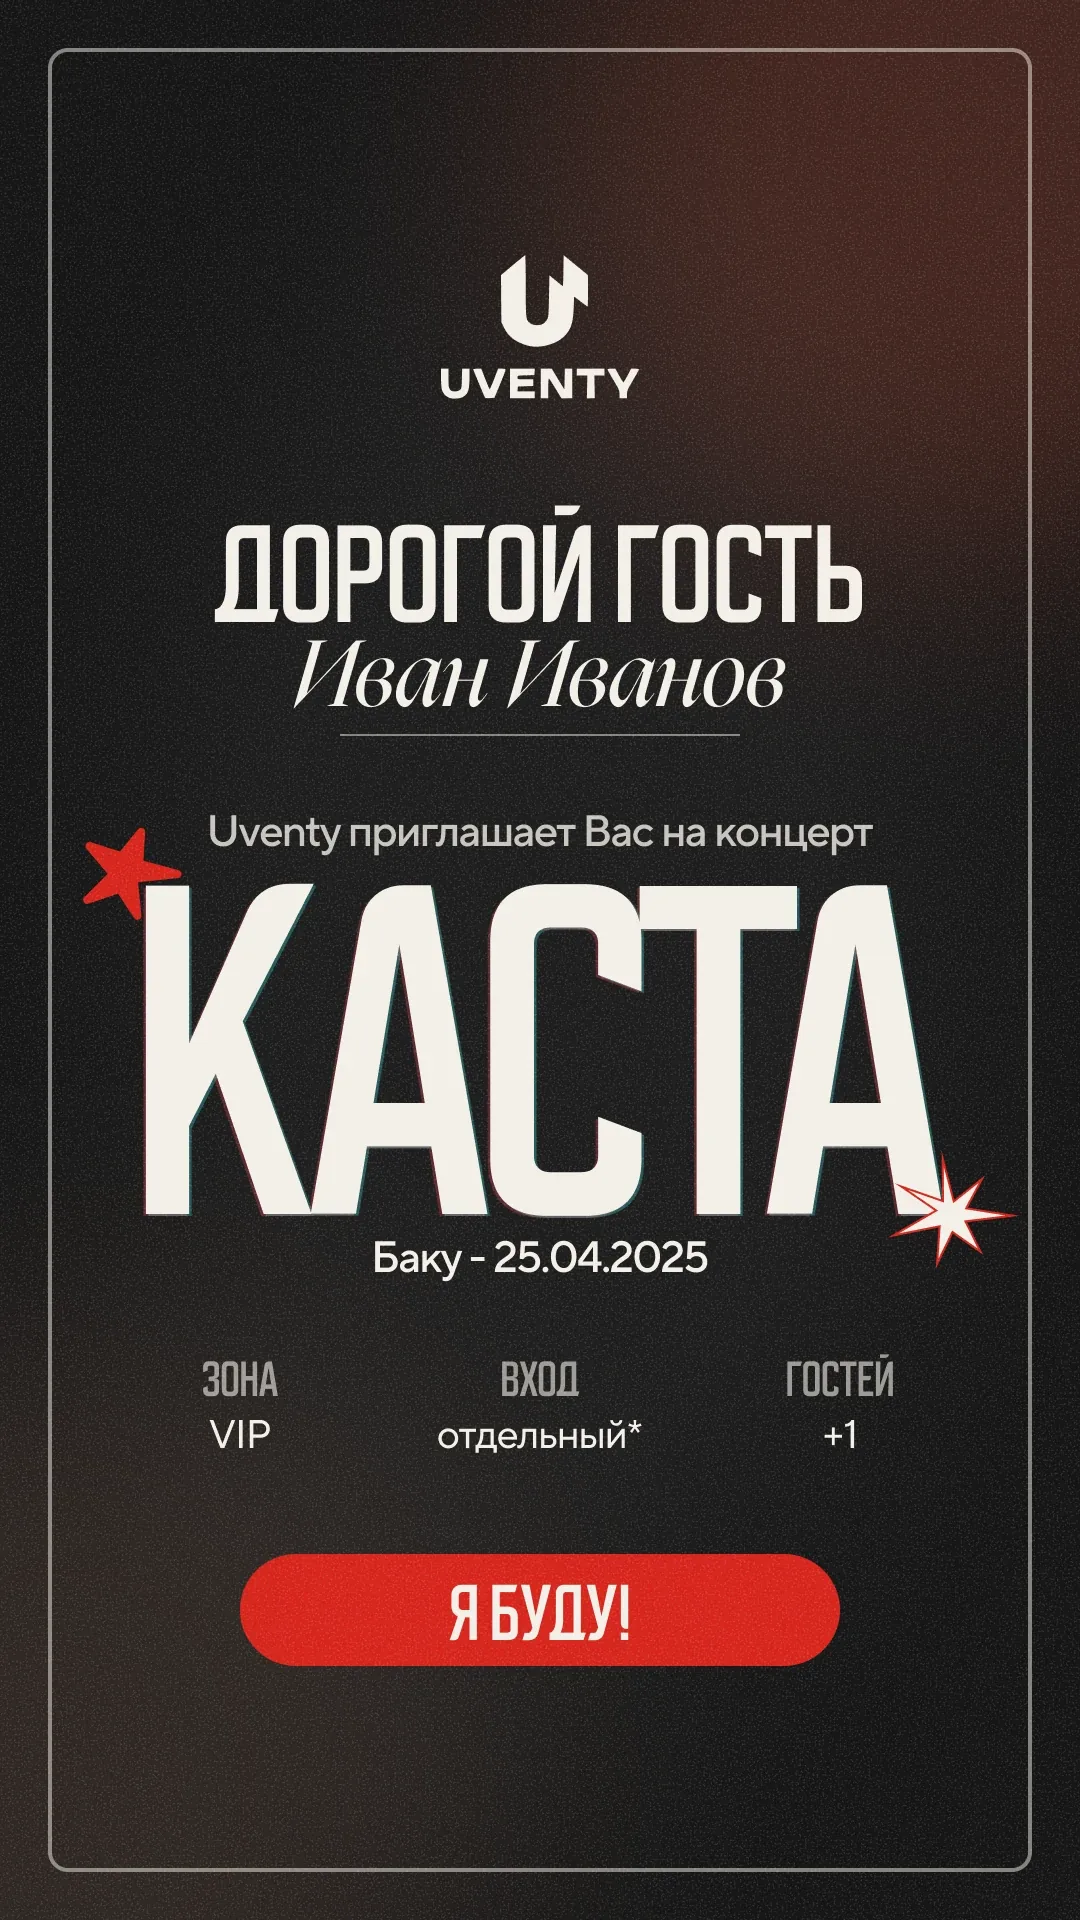 UVENTY
ДОРОГОЙ ГОСТЬ
Иван Иванов
Uventy приглашает Вас на концерт
КАСТА
Баку - 25.04.2025
ЗОНА ВХОД ГОСТЕЙ
VIP отдельный* +1
Я БУДУ!